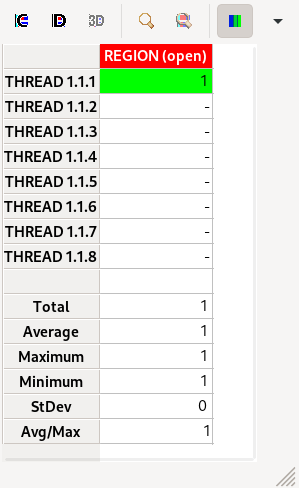 C D 3D
REGION (open)
THREAD 1.1.1 1
THREAD 1.1.2 -
THREAD 1.1.3 -
THREAD 1.1.4 -
THREAD 1.1.5 -
THREAD 1.1.6 -
THREAD 1.1.7 -
THREAD 1.1.8 -
Total 1
Average 1
Maximum 1
Minimum 1
StDev 0
Avg/Max 1